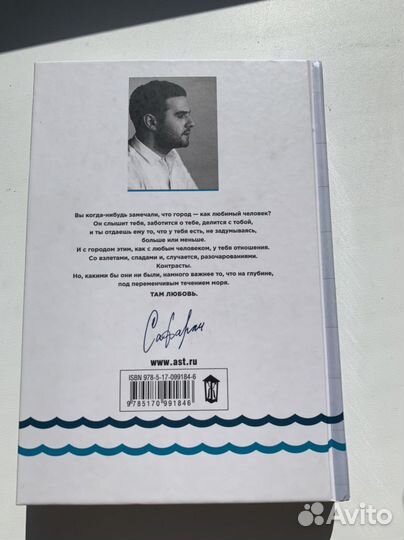 Вы когда-нибудь замечали, что город — как любимый человек?
Он слышит тебя, заботится о тебе, делится с тобой,
и ты отдаешь ему то, что у тебя есть, не задумываясь,
больше или меньше.
И с городом этим, как с любым человеком, у тебя отношения.
Со взлетами, спадами и, случается, разочарованиями.
Контрасты.
Но, какими бы они ни были, намного важнее то, что на глубине,
под переменчивым течением моря.
ТАМ ЛЮБОВЬ.
Сафарли
www.ast.ru
ISBN 978-5-17-099184-6
9 785170 991846
Avito